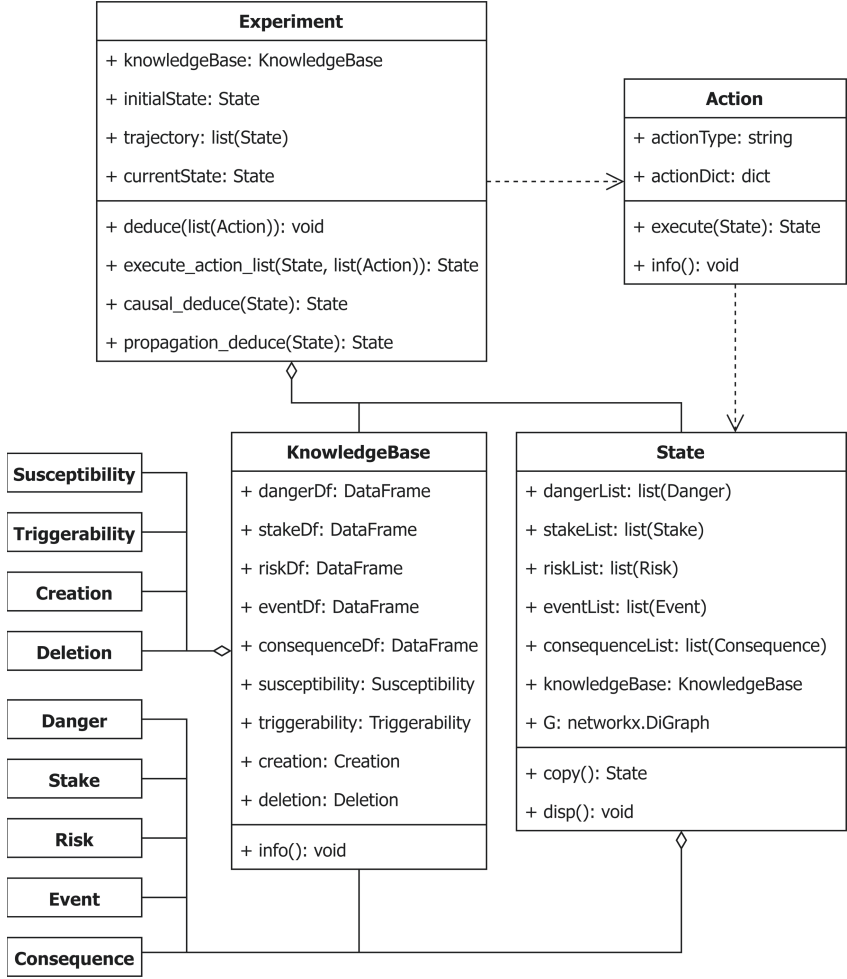 Experiment
+ knowledgeBase: KnowledgeBase
+ initialState: State
+ trajectory: list(State)
+ currentState: State
+ deduce(list(Action)): void
+ execute_action_list(State, list(Action)): State
+ causal_deduce(State): State
+ propagation_deduce(State): State
Action
+ actionType: string
+ actionDict: dict
+ execute(State): State
+ info(): void
Susceptibility
Triggerability
Creation
Deletion
Danger
Stake
Risk
Event
Consequence
KnowledgeBase
+ dangerDf: DataFrame
+ stakeDf: DataFrame
+ riskDf: DataFrame
+ eventDf: DataFrame
+ consequenceDf: DataFrame
+ susceptibility: Susceptibility
+ triggerability: Triggerability
+ creation: Creation
+ deletion: Deletion
+ info(): void
State
+ dangerList: list(Danger)
+ stakeList: list(Stake)
+ riskList: list(Risk)
+ eventList: list(Event)
+ consequenceList: list(Consequence)
+ knowledgeBase: KnowledgeBase
+ G: networkx.DiGraph
+ copy(): State
+ disp(): void